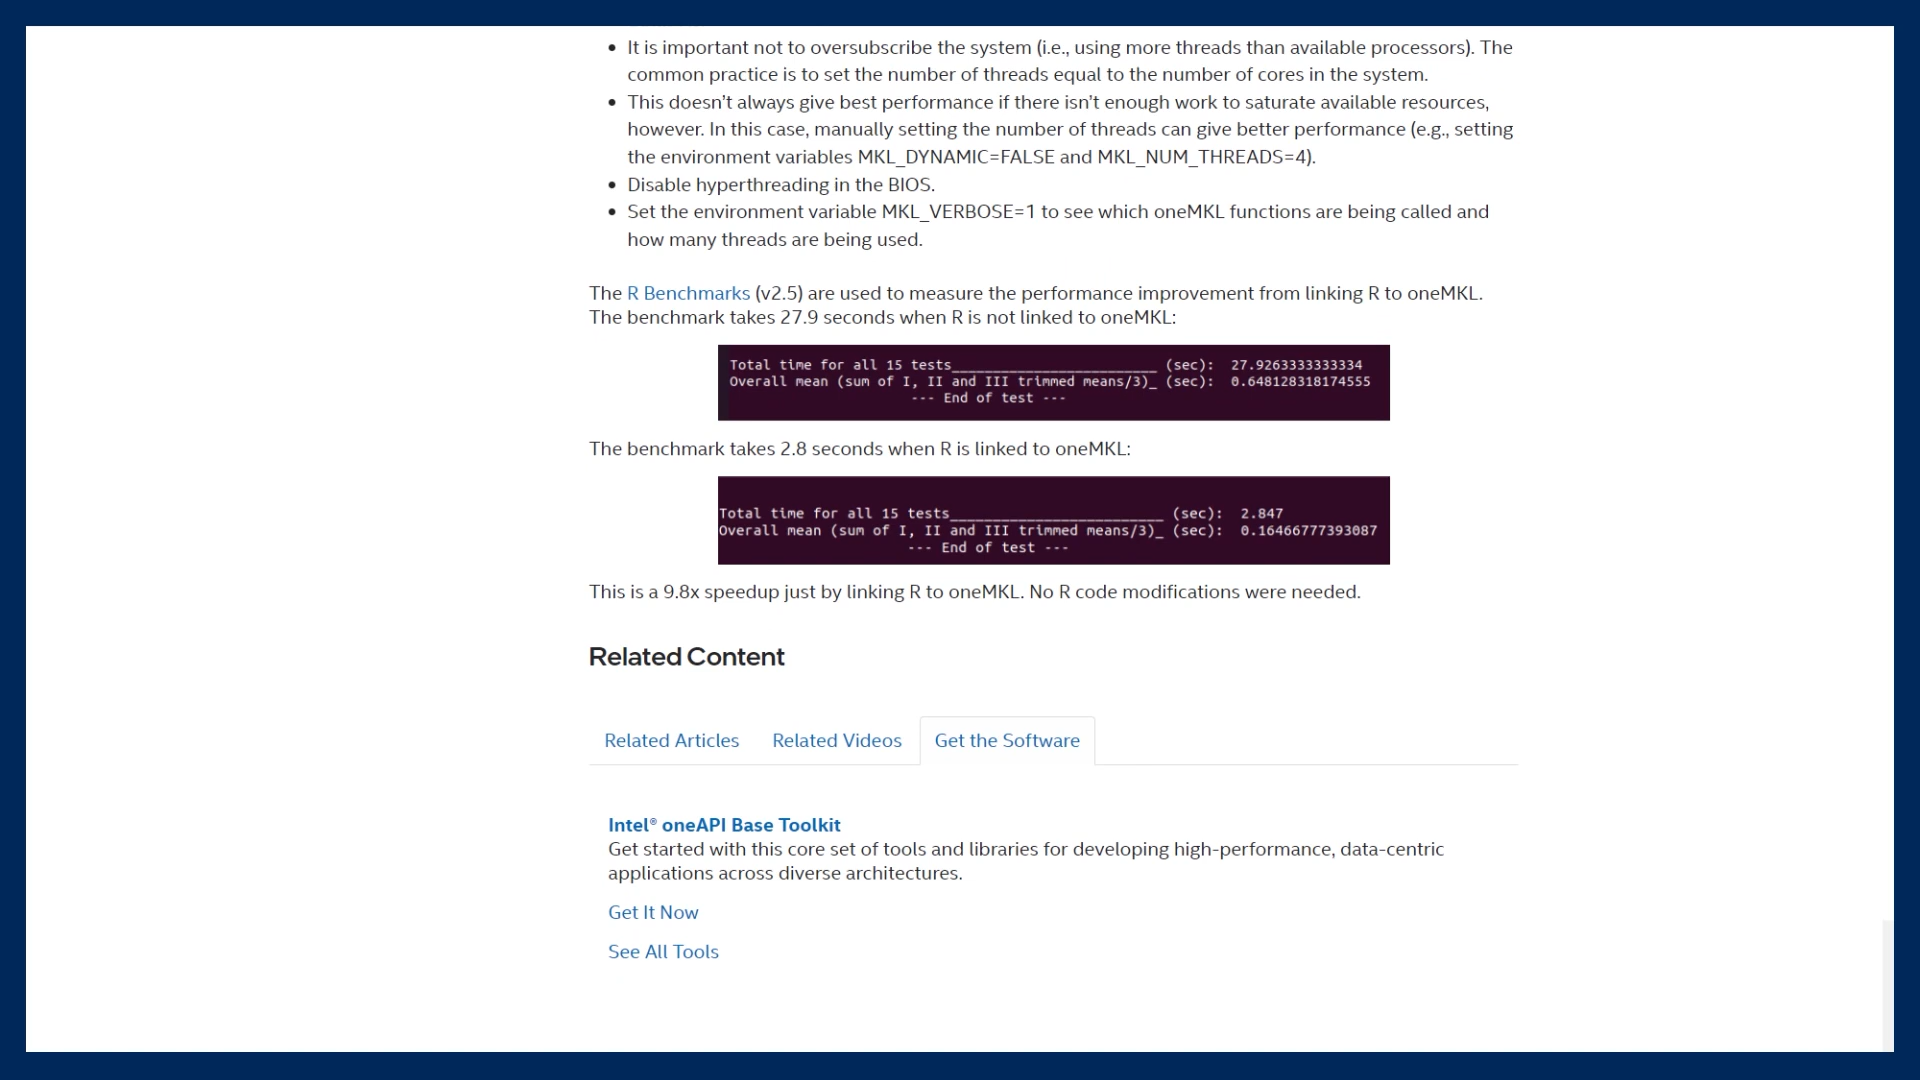 • It is important not to oversubscribe the system (i.e., using more threads than available processors). The
common practice is to set the number of threads equal to the number of cores in the system.
• This doesn’t always give best performance if there isn’t enough work to saturate available resources,
however. In this case, manually setting the number of threads can give better performance (e.g., setting
the environment variables MKL_DYNAMIC=FALSE and MKL_NUM_THREADS=4).
• Disable hyperthreading in the BIOS.
• Set the environment variable MKL_VERBOSE=1 to see which oneMKL functions are being called and
how many threads are being used.
The R Benchmarks (v2.5) are used to measure the performance improvement from linking R to oneMKL.
The benchmark takes 27.9 seconds when R is not linked to oneMKL:
Total time for all 15 tests_________________________ (sec): 27.9263333333334
Overall mean (sum of I, II and III trimmed means/3)_ (sec): 0.648128318174555
--- End of test ---
The benchmark takes 2.8 seconds when R is linked to oneMKL:
Total time for all 15 tests_________________________ (sec): 2.847
Overall mean (sum of I, II and III trimmed means/3)_ (sec): 0.16466777393087
--- End of test ---
This is a 9.8x speedup just by linking R to oneMKL. No R code modifications were needed.
Related Content
Related Articles Related Videos Get the Software
Intel® oneAPI Base Toolkit
Get started with this core set of tools and libraries for developing high-performance, data-centric
applications across diverse architectures.
Get It Now
See All Tools